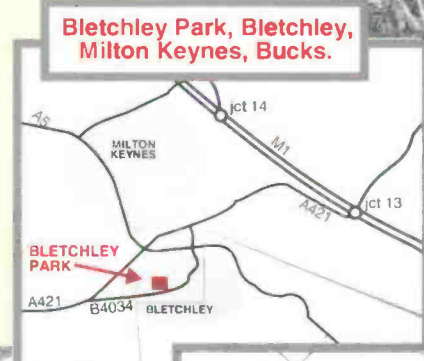 Bletchley Park, Bletchley,
Milton Keynes, Bucks.
jct 14
A5
M1
MILTON
KEYNES
jct 13
A421
BLETCHLEY
PARK
A421
B4034
BLETCHLEY